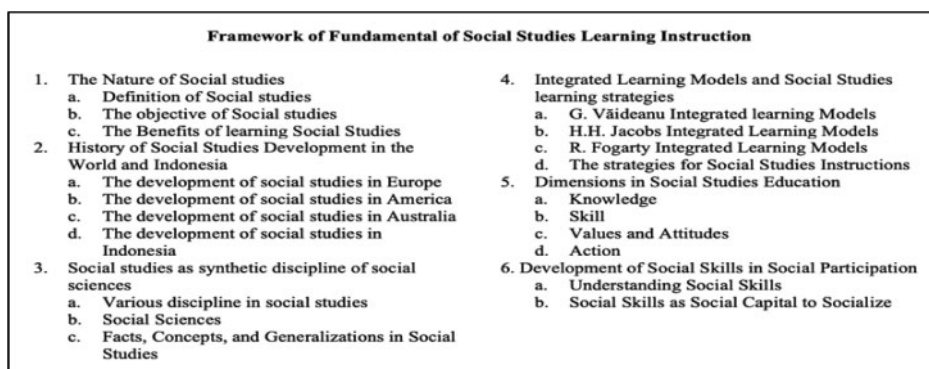 Framework of Fundamental of Social Studies Learning Instruction
1. The Nature of Social studies
a. Definition of Social studies
b. The objective of Social studies
c. The Benefits of learning Social Studies
2. History of Social Studies Development in the
World and Indonesia
a. The development of social studies in Europe
b. The development of social studies in America
c. The development of social studies in Australia
d. The development of social studies in
Indonesia
3. Social studies as synthetic discipline of social
sciences
a. Various discipline in social studies
b. Social Sciences
c. Facts, Concepts, and Generalizations in Social
Studies
4. Integrated Learning Models and Social Studies
learning strategies
a. G. Văideanu Integrated learning Models
b. H.H. Jacobs Integrated Learning Models
c. R. Fogarty Integrated Learning Models
d. The strategies for Social Studies Instructions
5. Dimensions in Social Studies Education
a. Knowledge
b. Skill
c. Values and Attitudes
d. Action
6. Development of Social Skills in Social Participation
a. Understanding Social Skills
b. Social Skills as Social Capital to Socialize